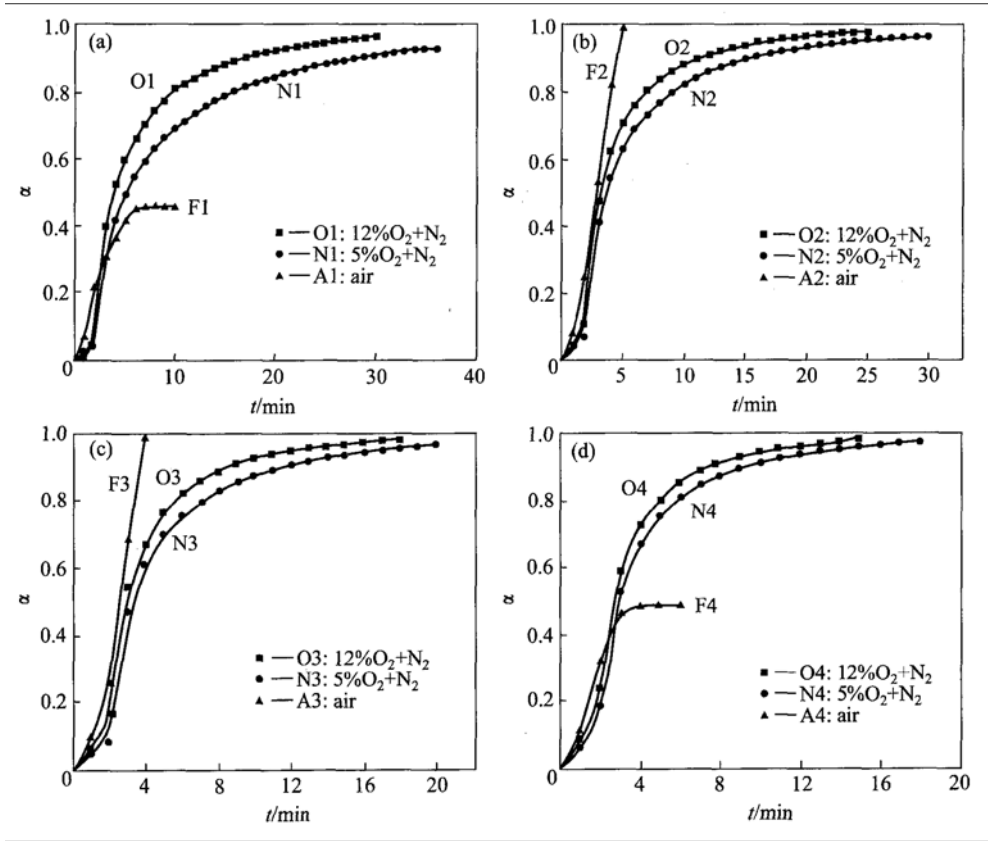 (a)
1.0
0.8
0.6
0.4
0.2
0
α
O1
N1
F1
O1: 12%O₂+N₂
N1: 5%O₂+N₂
A1: air
10
20
30
40
t/min
(b)
1.0
0.8
0.6
0.4
0.2
0
α
F2
O2
N2
O2: 12%O₂+N₂
N2: 5%O₂+N₂
A2: air
5
10
15
20
25
30
t/min
(c)
1.0
0.8
0.6
0.4
0.2
0
α
F3
O3
N3
O3: 12%O₂+N₂
N3: 5%O₂+N₂
A3: air
4
8
12
16
20
t/min
(d)
1.0
0.8
0.6
0.4
0.2
0
α
O4
N4
F4
O4: 12%O₂+N₂
N4: 5%O₂+N₂
A4: air
4
8
12
16
20
t/min